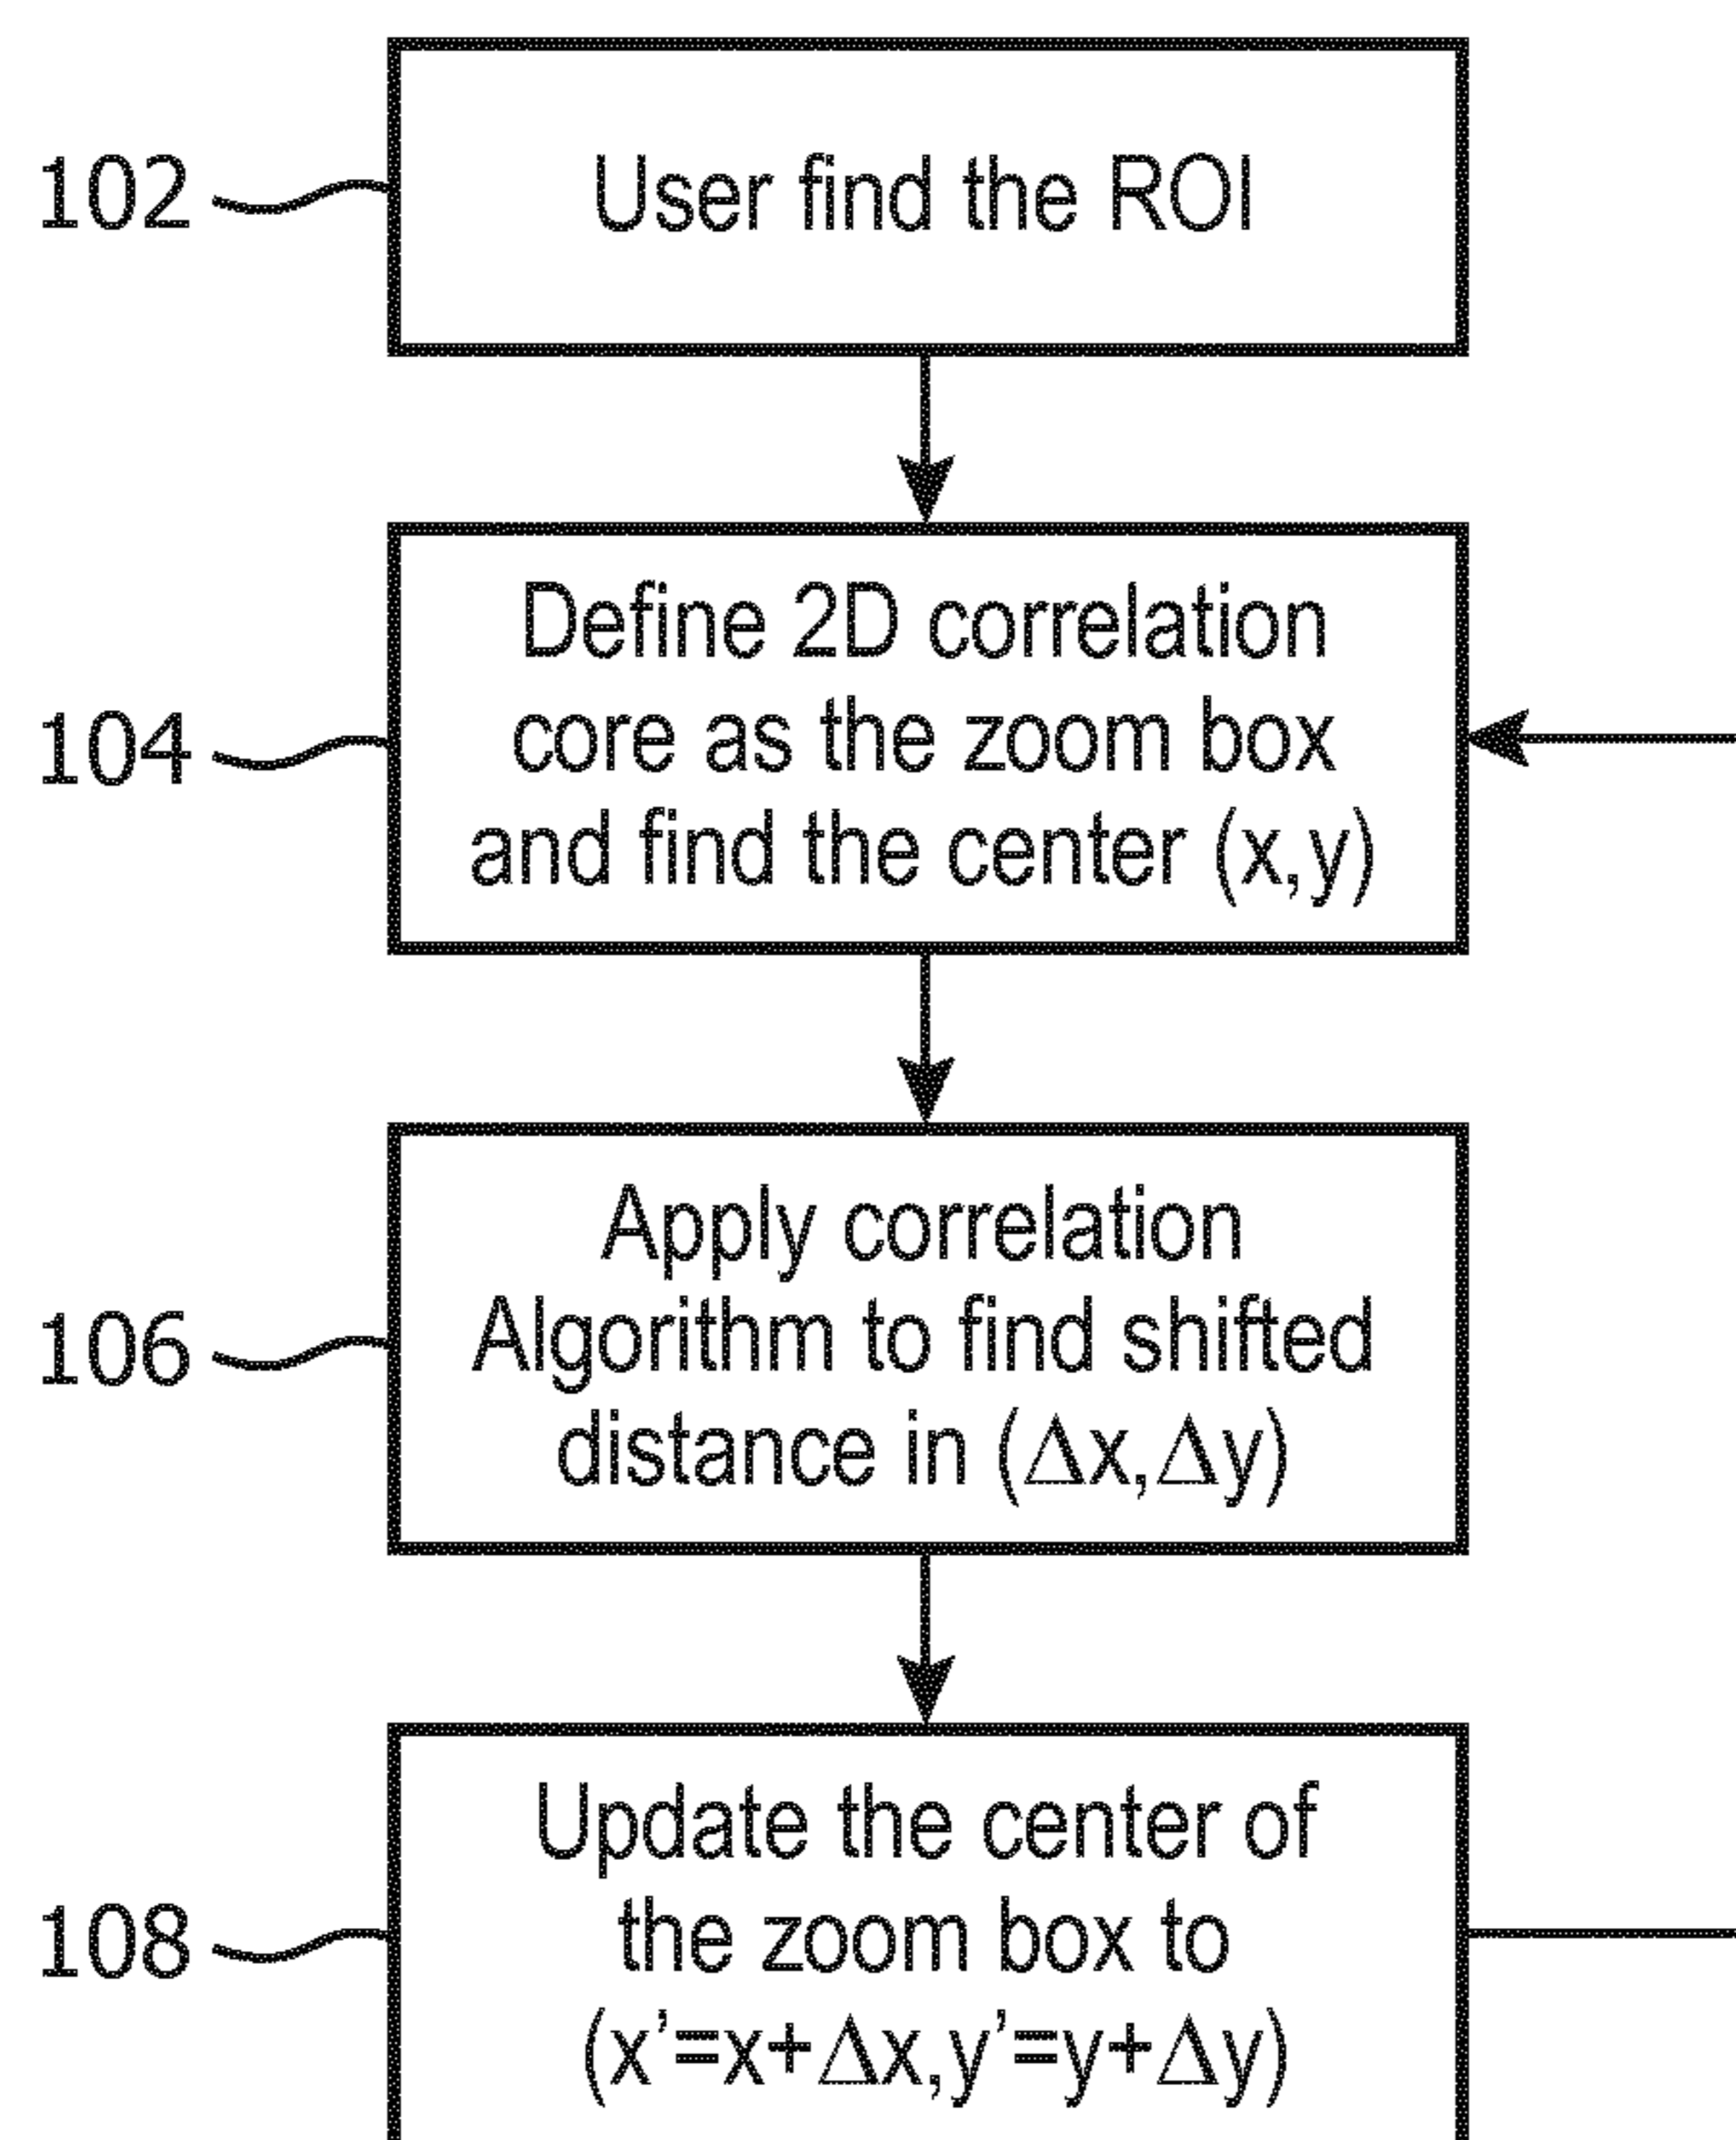 102
User find the ROI
104
Define 2D correlation
core as the zoom box
and find the center (x,y)
106
Apply correlation
Algorithm to find shifted
distance in (Δx,Δy)
108
Update the center of
the zoom box to
(x’=x+Δx,y’=y+Δy)